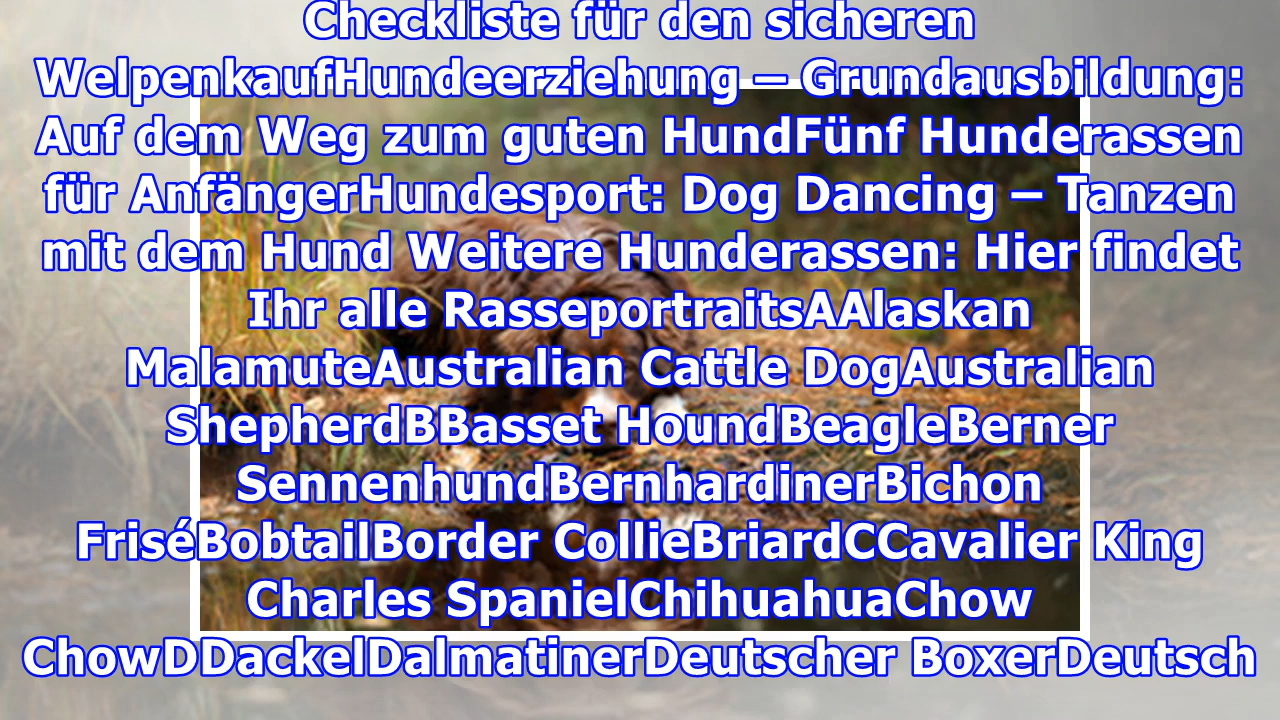 Checkliste für den sicheren
WelpenkaufHundeerziehung – Grundausbildung:
Auf dem Weg zum guten HundFünf Hunderassen
für AnfängerHundesport: Dog Dancing – Tanzen
mit dem Hund Weitere Hunderassen: Hier findet
Ihr alle RasseportraitsAAlaskan
MalamuteAustralian Cattle DogAustralian
ShepherdBBasset HoundBeagleBerner
SennenhundBernhardinerBichon
FriséBobtailBorder CollieBriardCCavalier King
Charles SpanielChihuahuaChow
ChowDDackelDalmatinerDeutscher BoxerDeutsch